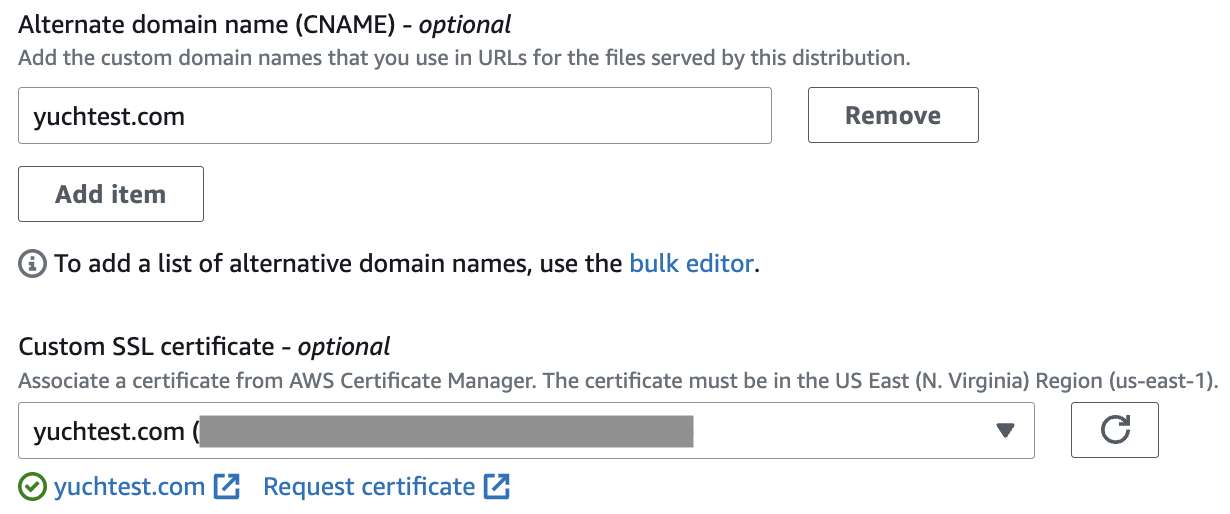 Alternate domain name (CNAME) - optional
Add the custom domain names that you use in URLs for the files served by this distribution.
yuchtest.com
Remove
Add item
To add a list of alternative domain names, use the bulk editor.
Custom SSL certificate - optional
Associate a certificate from AWS Certificate Manager. The certificate must be in the US East (N. Virginia) Region (us-east-1).
yuchtest.com (
yuchtest.com Request certificate